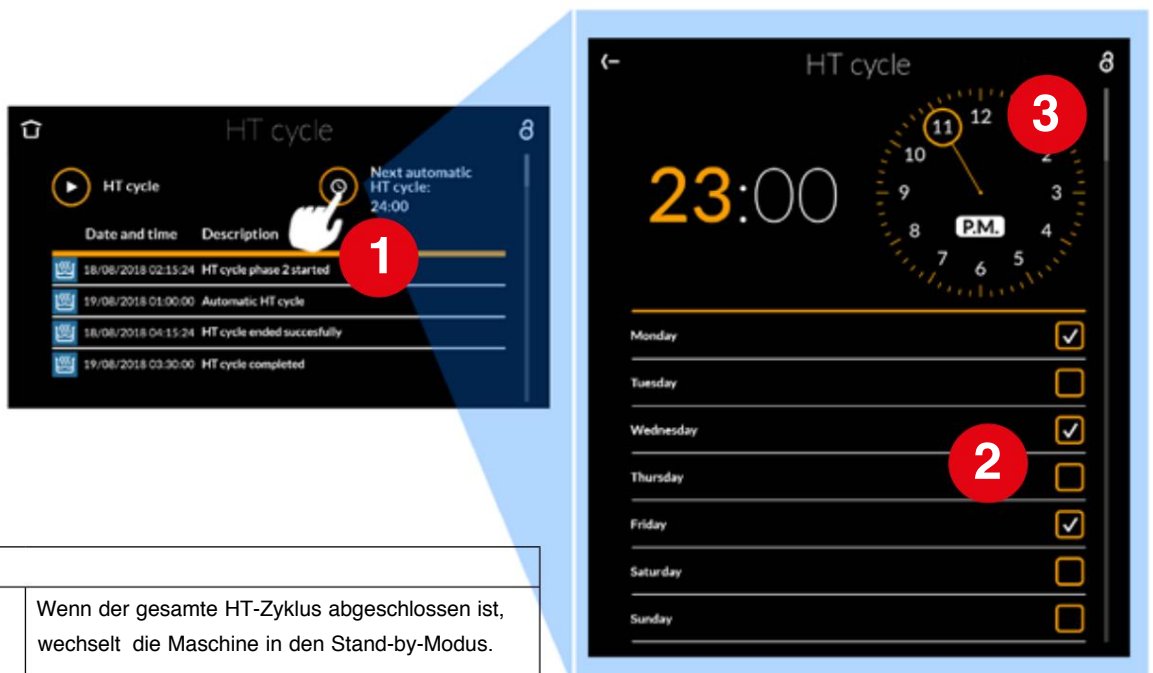 HT cycle
HT cycle
Next automatic
HT cycle:
24:00
Date and time Description
1
18/08/2018 02:15:24 HT cycle phase 2 started
19/08/2018 01:00:00 Automatic HT cycle
18/08/2018 04:15:24 HT cycle ended succesfully
19/08/2018 03:30:00 HT cycle completed
Wenn der gesamte HT-Zyklus abgeschlossen ist,
wechselt die Maschine in den Stand-by-Modus.
HT cycle
3
23:00
12
11
10
9
8
7
6
5
4
3
2
P.M.
Monday
Tuesday
Wednesday
2
Thursday
Friday
Saturday
Sunday